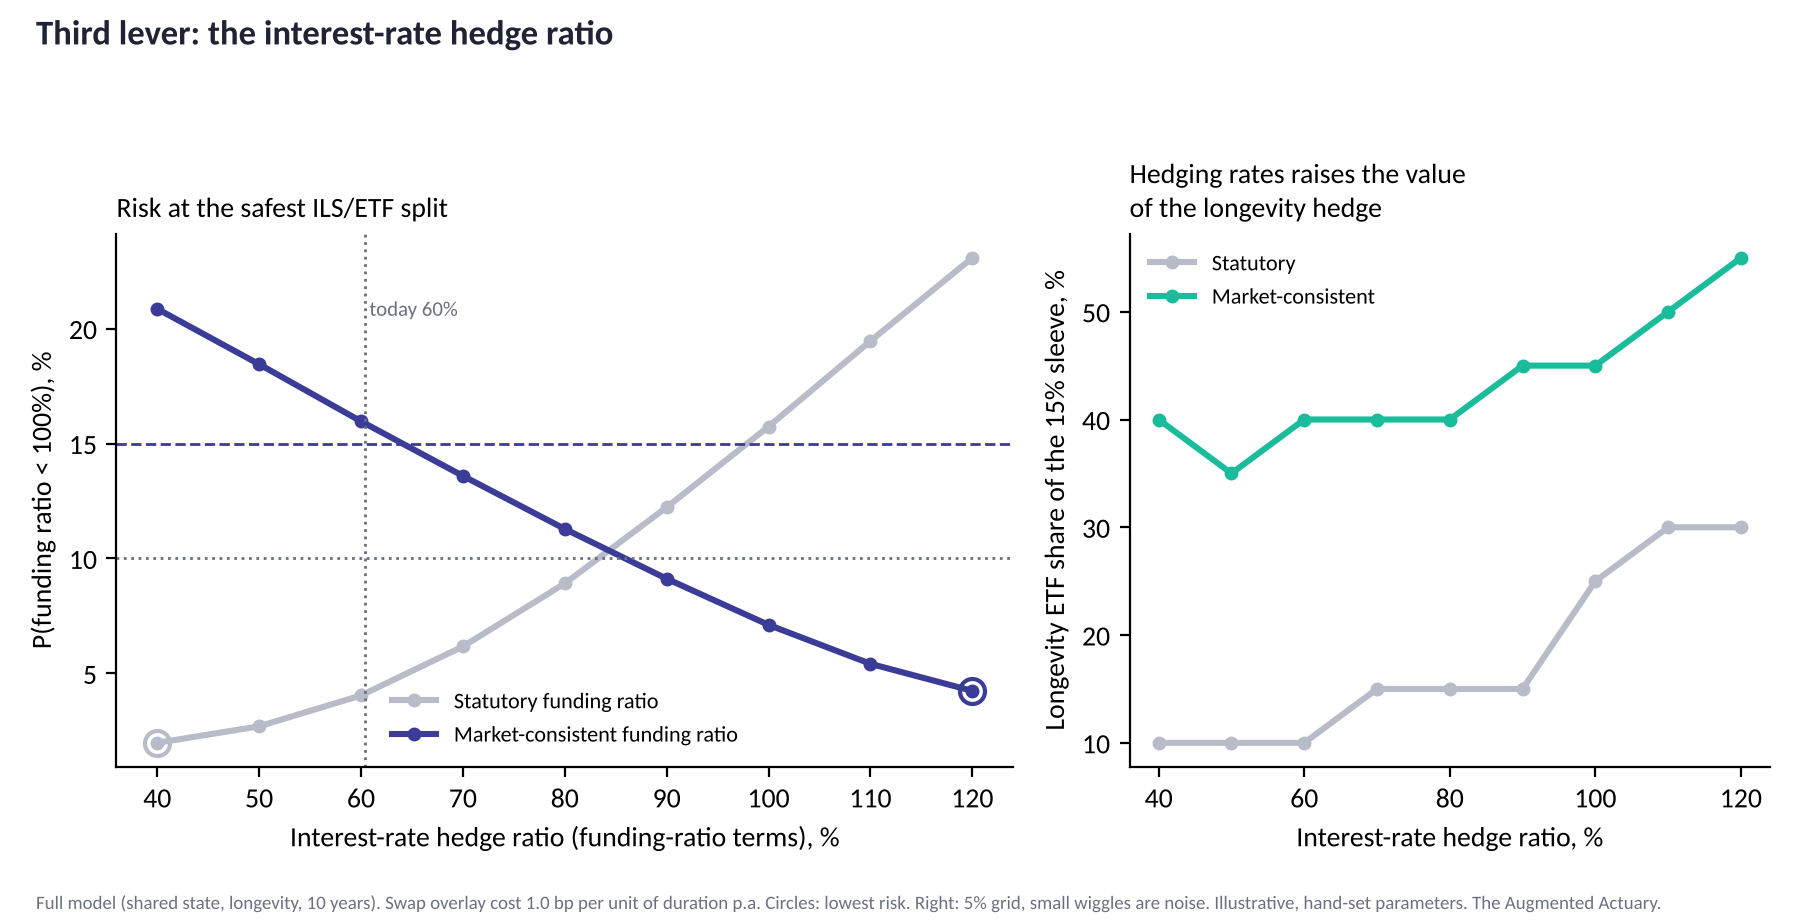 Third lever: the interest-rate hedge ratio
Risk at the safest ILS/ETF split
P(funding ratio < 100%), %
20
15
10
5
today 60%
Statutory funding ratio
Market-consistent funding ratio
40 50 60 70 80 90 100 110 120
Interest-rate hedge ratio (funding-ratio terms), %
Hedging rates raises the value
of the longevity hedge
Longevity ETF share of the 15% sleeve, %
50
40
30
20
10
Statutory
Market-consistent
40 60 80 100 120
Interest-rate hedge ratio, %
Full model (shared state, longevity, 10 years). Swap overlay cost 1.0 bp per unit of duration p.a. Circles: lowest risk. Right: 5% grid, small wiggles are noise. Illustrative, hand-set parameters. The Augmented Actuary.